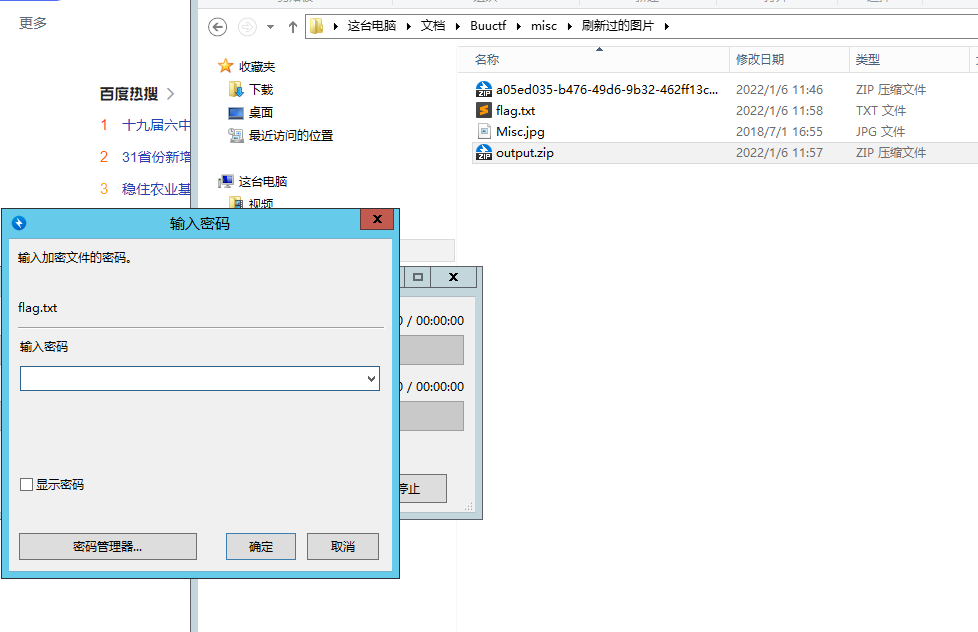 更多
百度热搜
1 十九届六中
2 31省份新增
3 稳住农业基
这台电脑 文档 Buuctf misc 刷新过的图片
收藏夹
下载
桌面
最近访问的位置
这台电脑
视频
名称 修改日期 类型
a05ed035-b476-49d6-9b32-462ff13c... 2022/1/6 11:46 ZIP 压缩文件
flag.txt 2022/1/6 11:58 TXT 文件
Misc.jpg 2018/7/1 16:55 JPG 文件
output.zip 2022/1/6 11:57 ZIP 压缩文件
输入密码
x
输入加密文件的密码。
flag.txt
输入密码
显示密码
密码管理器... 确定 取消
x
0 / 00:00:00
0 / 00:00:00
停止